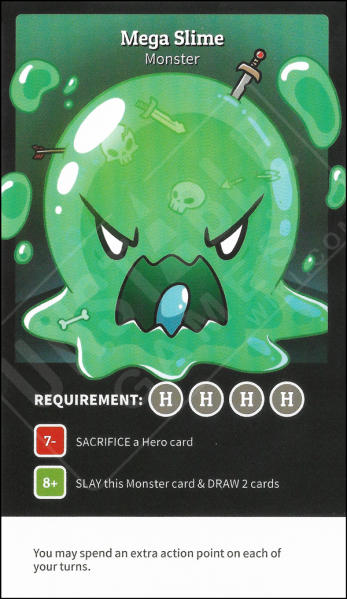 Mega Slime
Monster
REQUIREMENT: H H H H
7- SACRIFICE a Hero card
8+ SLAY this Monster card & DRAW 2 cards
You may spend an extra action point on each of
your turns.